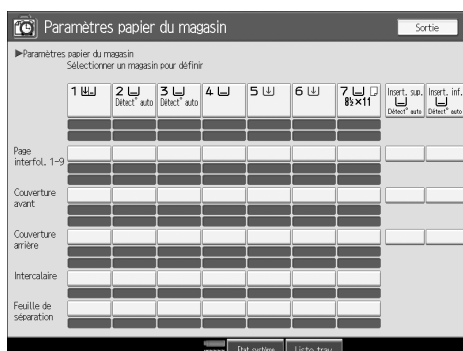 Paramètres papier du magasin
Sortie
►Paramètres papier du magasin
Sélectionner un magasin pour définir
1
2
Détect° auto
3
Détect° auto
4
5
6
7
8½×11
Insert. sup.
Détect° auto
Insert. inf.
Détect° auto
Page
interfol. 1-9
Couverture
avant
Couverture
arrière
Intercalaire
Feuille de
séparation
Etat système
Liste trav.